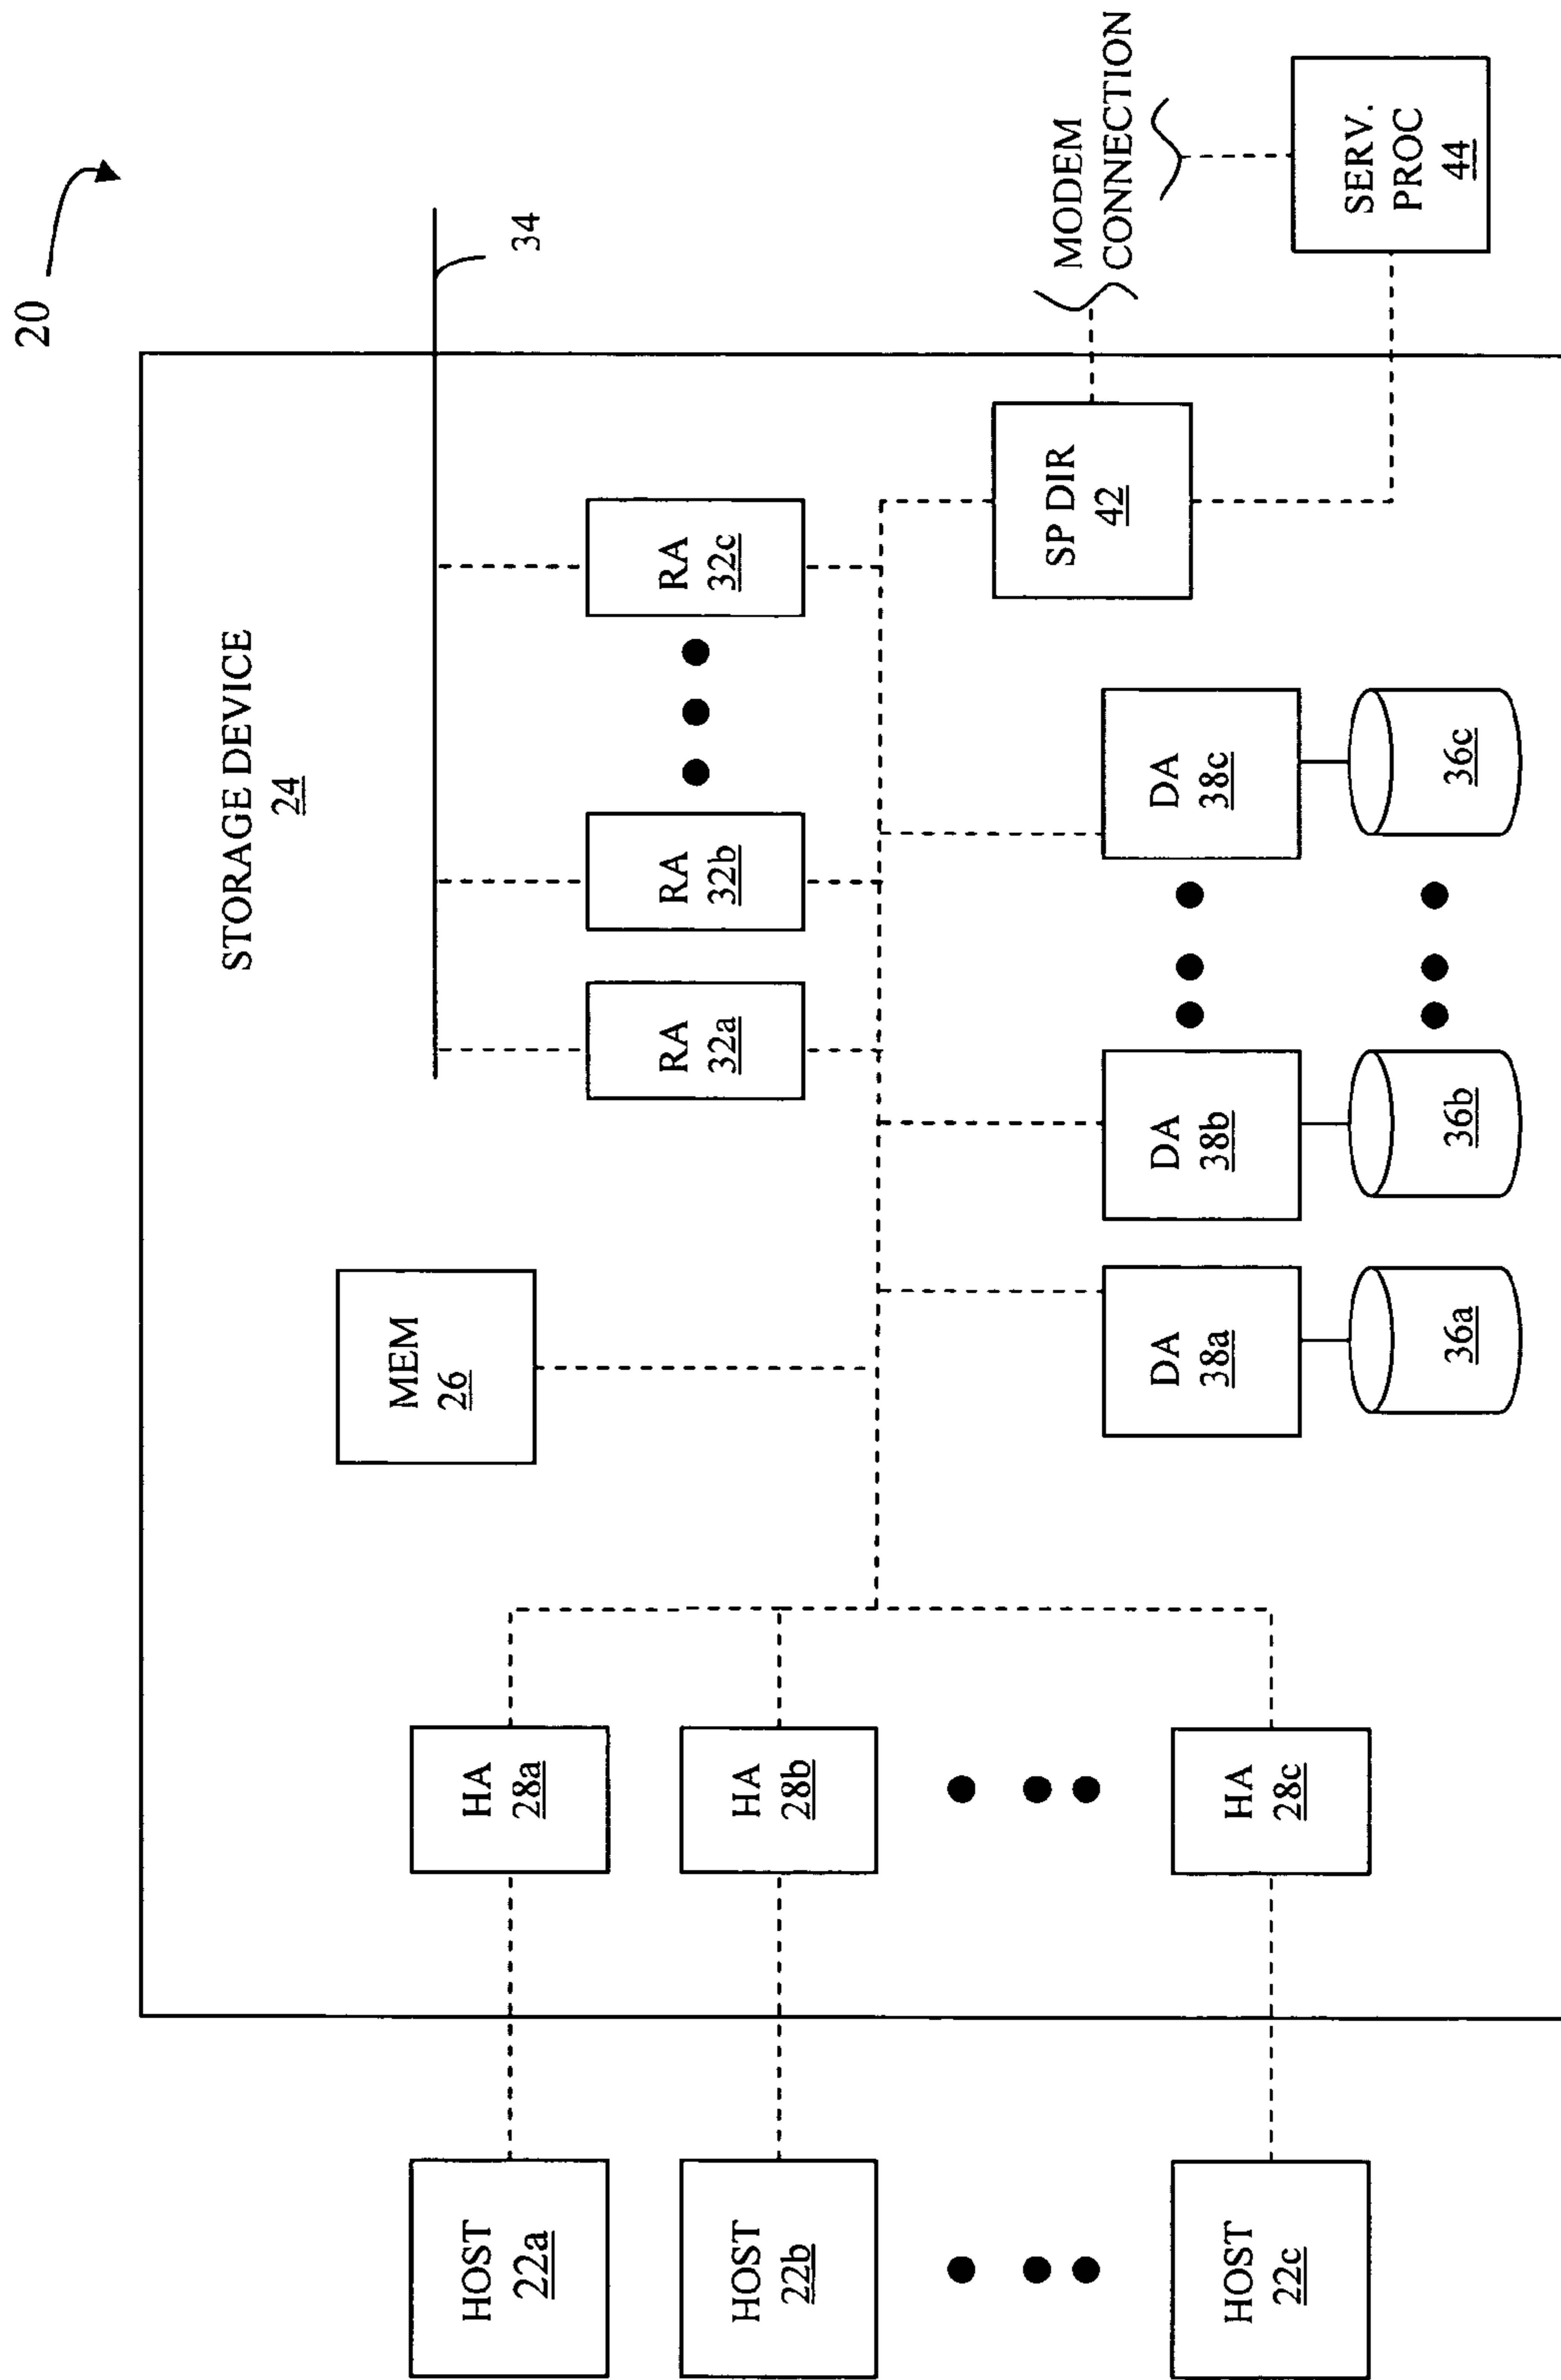 20
STORAGE DEVICE
24
34
MEM
26
RA
32a
RA
32b
RA
32c
HOST
22a
HA
28a
HOST
22b
HA
28b
HOST
22c
HA
28c
SP DIR
42
MODEM
CONNECTION
DA
38a
DA
38b
DA
38c
36a
36b
36c
SERV.
PROC
44